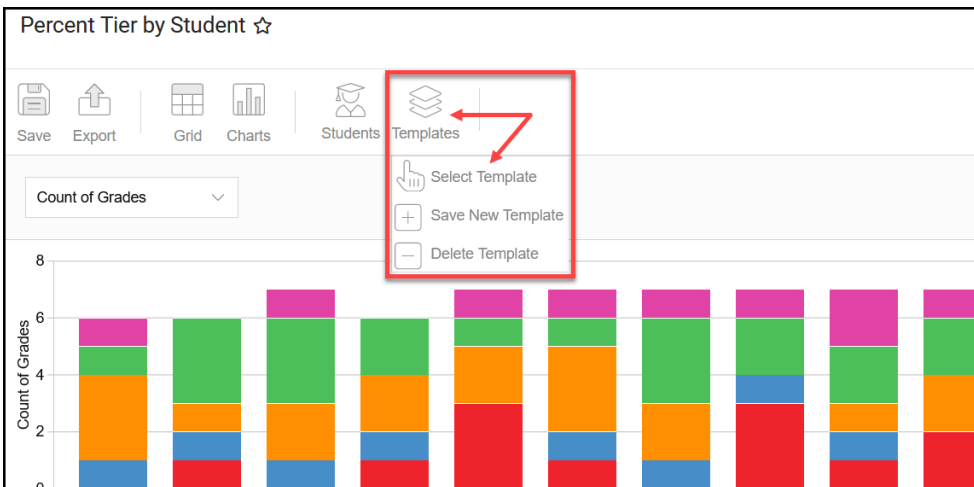 Percent Tier by Student
Save Export Grid Charts Students Templates
Select Template
Count of Grades
Save New Template
Delete Template
8
6
4
2
0
Count of Grades